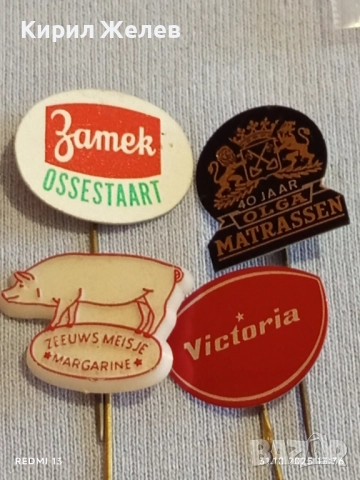 Кирил Желев
Zamek
OSSESTAART
40 JAAR
OLGA
MATRASSEN
ZEEUWS MEISJE
MARGARINE
Victoria
REDMI 13